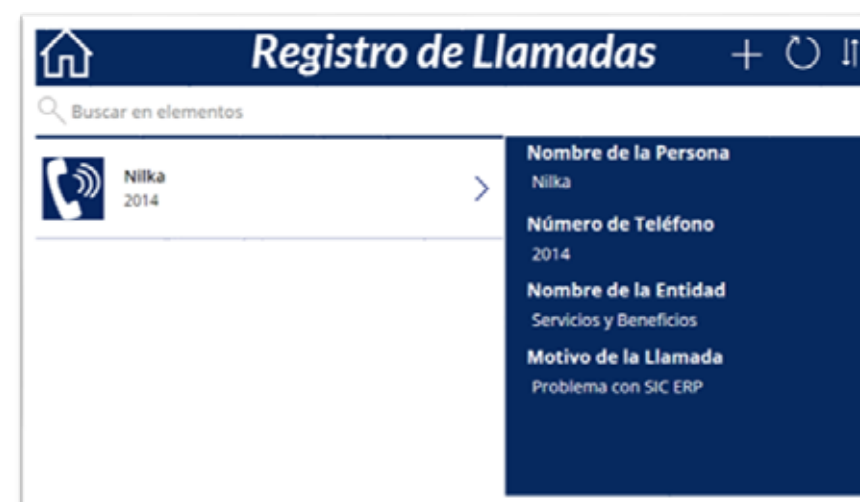 Registro de Llamadas
Buscar en elementos
Nilka
2014
Nombre de la Persona
Nilka
Número de Teléfono
2014
Nombre de la Entidad
Servicios y Beneficios
Motivo de la Llamada
Problema con SIC ERP